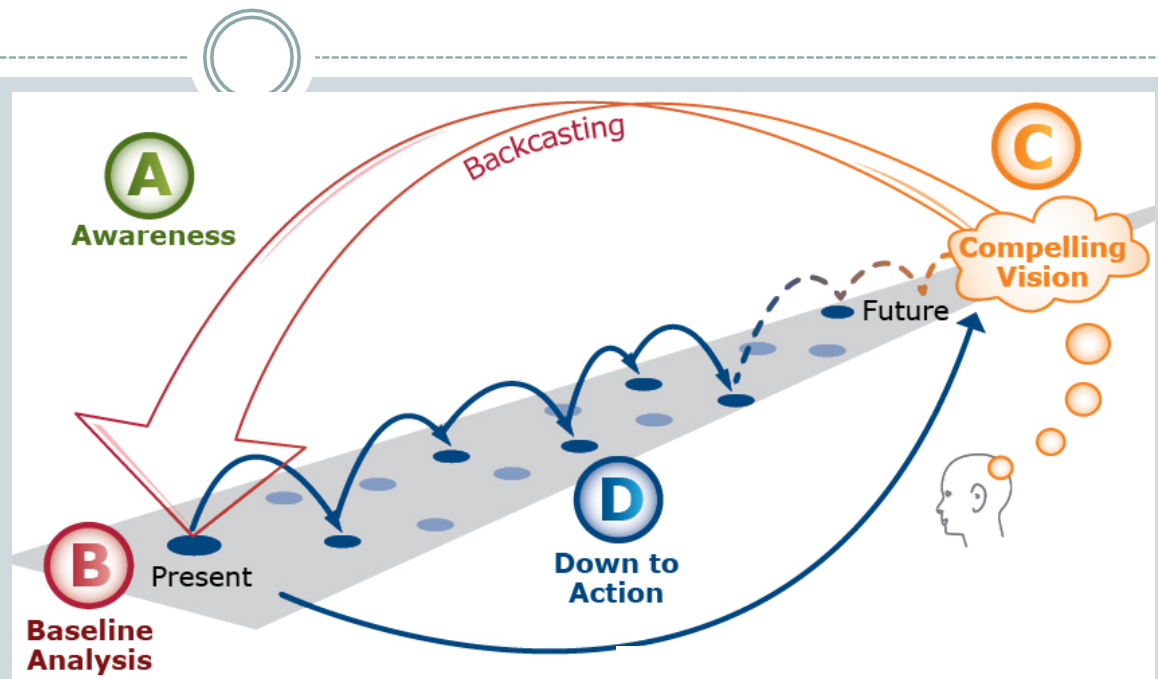 A
Awareness
Backcasting
C
Compelling
Vision
Future
D
Down to
Action
B
Present
Baseline
Analysis